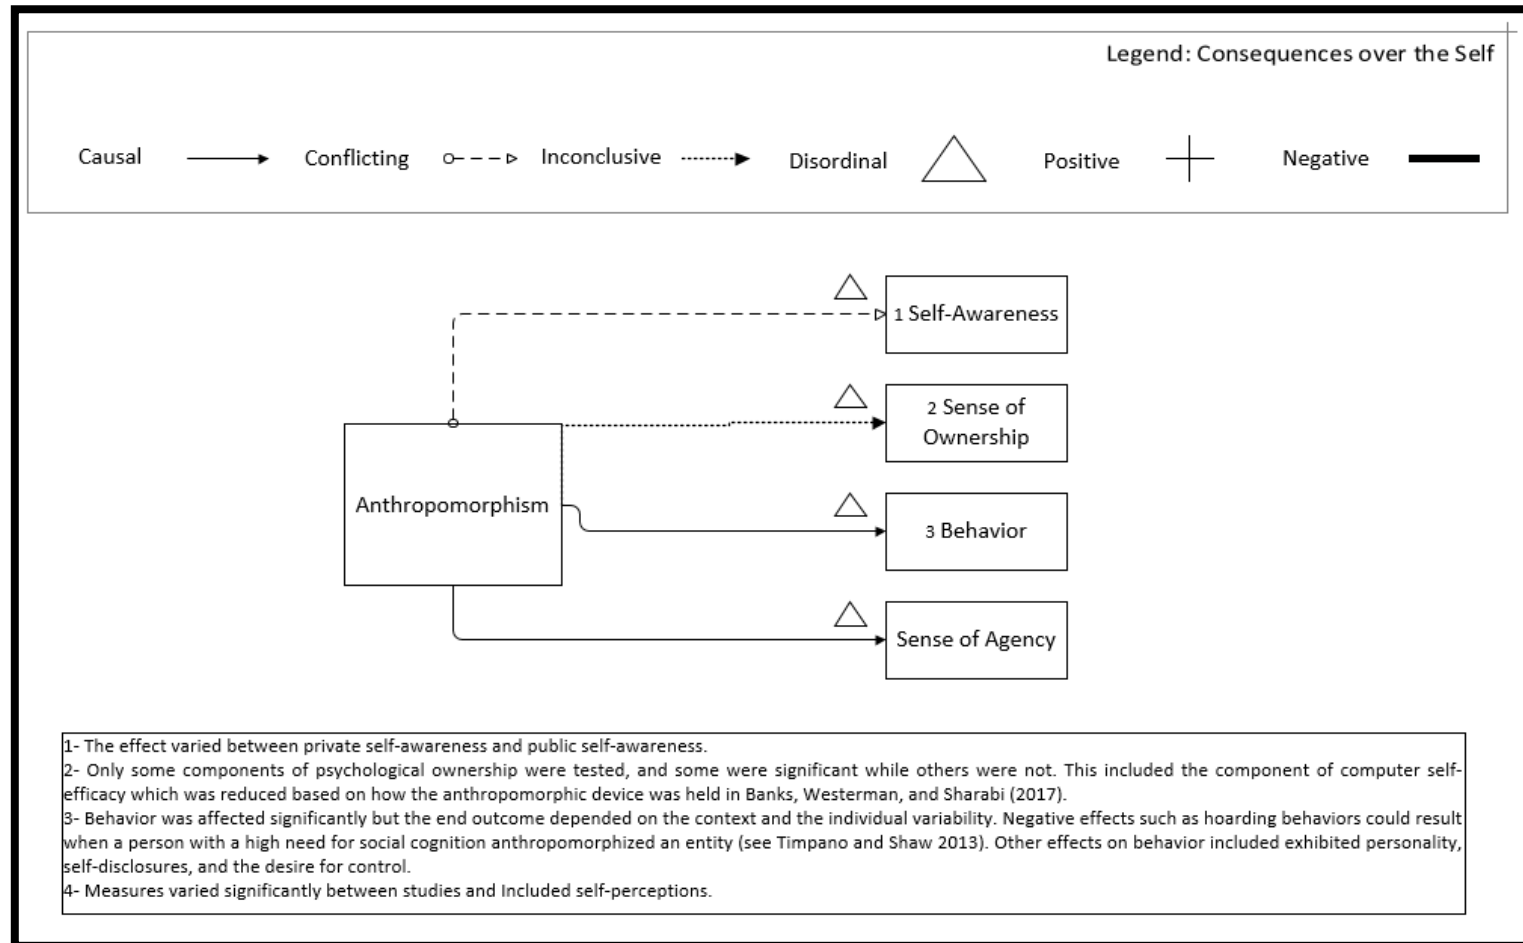 Legend: Consequences over the Self
Causal Conflicting Inconclusive Disordinal Positive Negative
1 Self-Awareness
2 Sense of
Ownership
Anthropomorphism
3 Behavior
Sense of Agency
1- The effect varied between private self-awareness and public self-awareness.
2- Only some components of psychological ownership were tested, and some were significant while others were not. This included the component of computer self-
efficacy which was reduced based on how the anthropomorphic device was held in Banks, Westerman, and Sharabi (2017).
3- Behavior was affected significantly but the end outcome depended on the context and the individual variability. Negative effects such as hoarding behaviors could result
when a person with a high need for social cognition anthropomorphized an entity (see Timpano and Shaw 2013). Other effects on behavior included exhibited personality,
self-disclosures, and the desire for control.
4- Measures varied significantly between studies and Included self-perceptions.